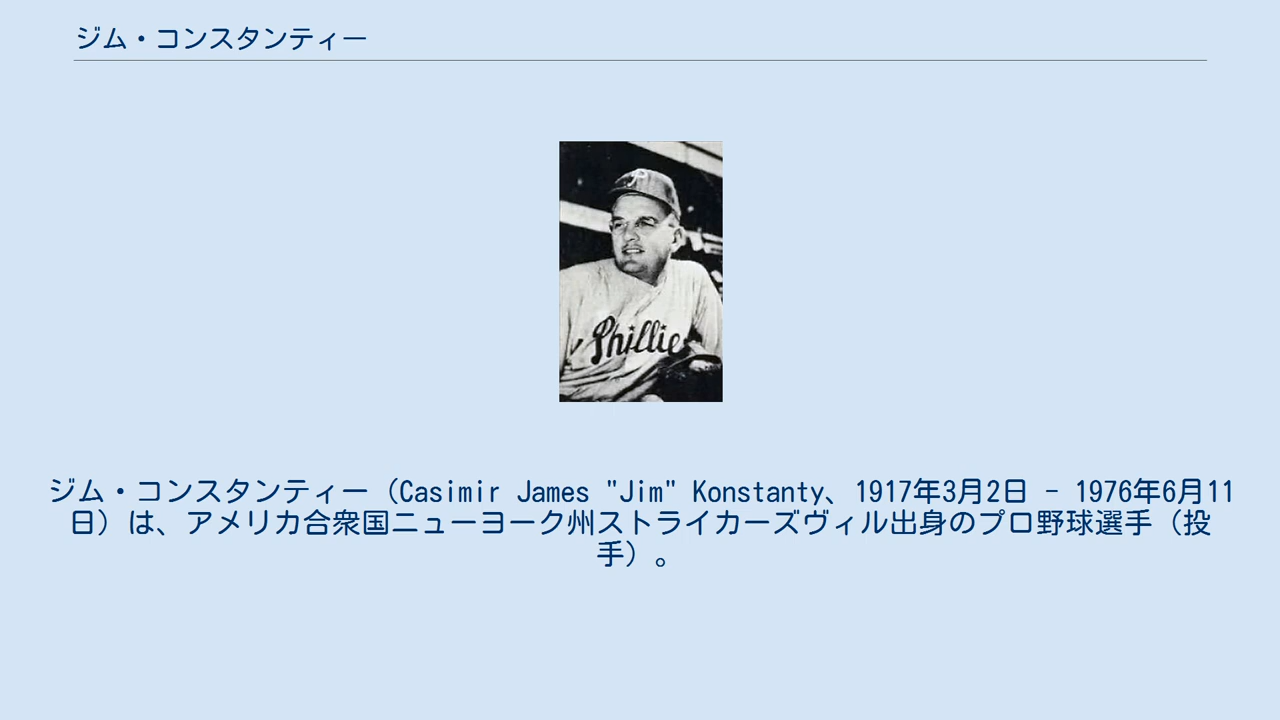 ジム・コンスタンティー
P
Phillie
ジム・コンスタンティー（Casimir James "Jim" Konstanty、1917年3月2日 - 1976年6月11
日）は、アメリカ合衆国ニューヨーク州ストライカーズヴィル出身のプロ野球選手（投
手）。